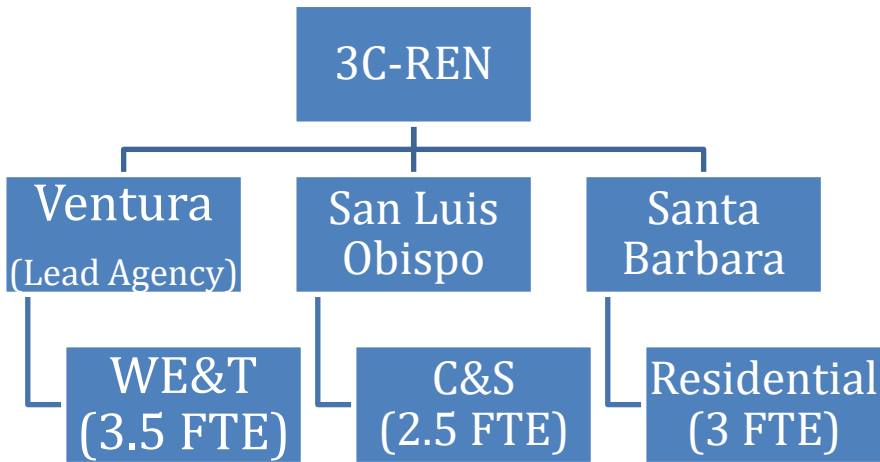 3C-REN
Ventura
(Lead Agency)
San Luis
Obispo
Santa
Barbara
WE&T
(3.5 FTE)
C&S
(2.5 FTE)
Residential
(3 FTE)